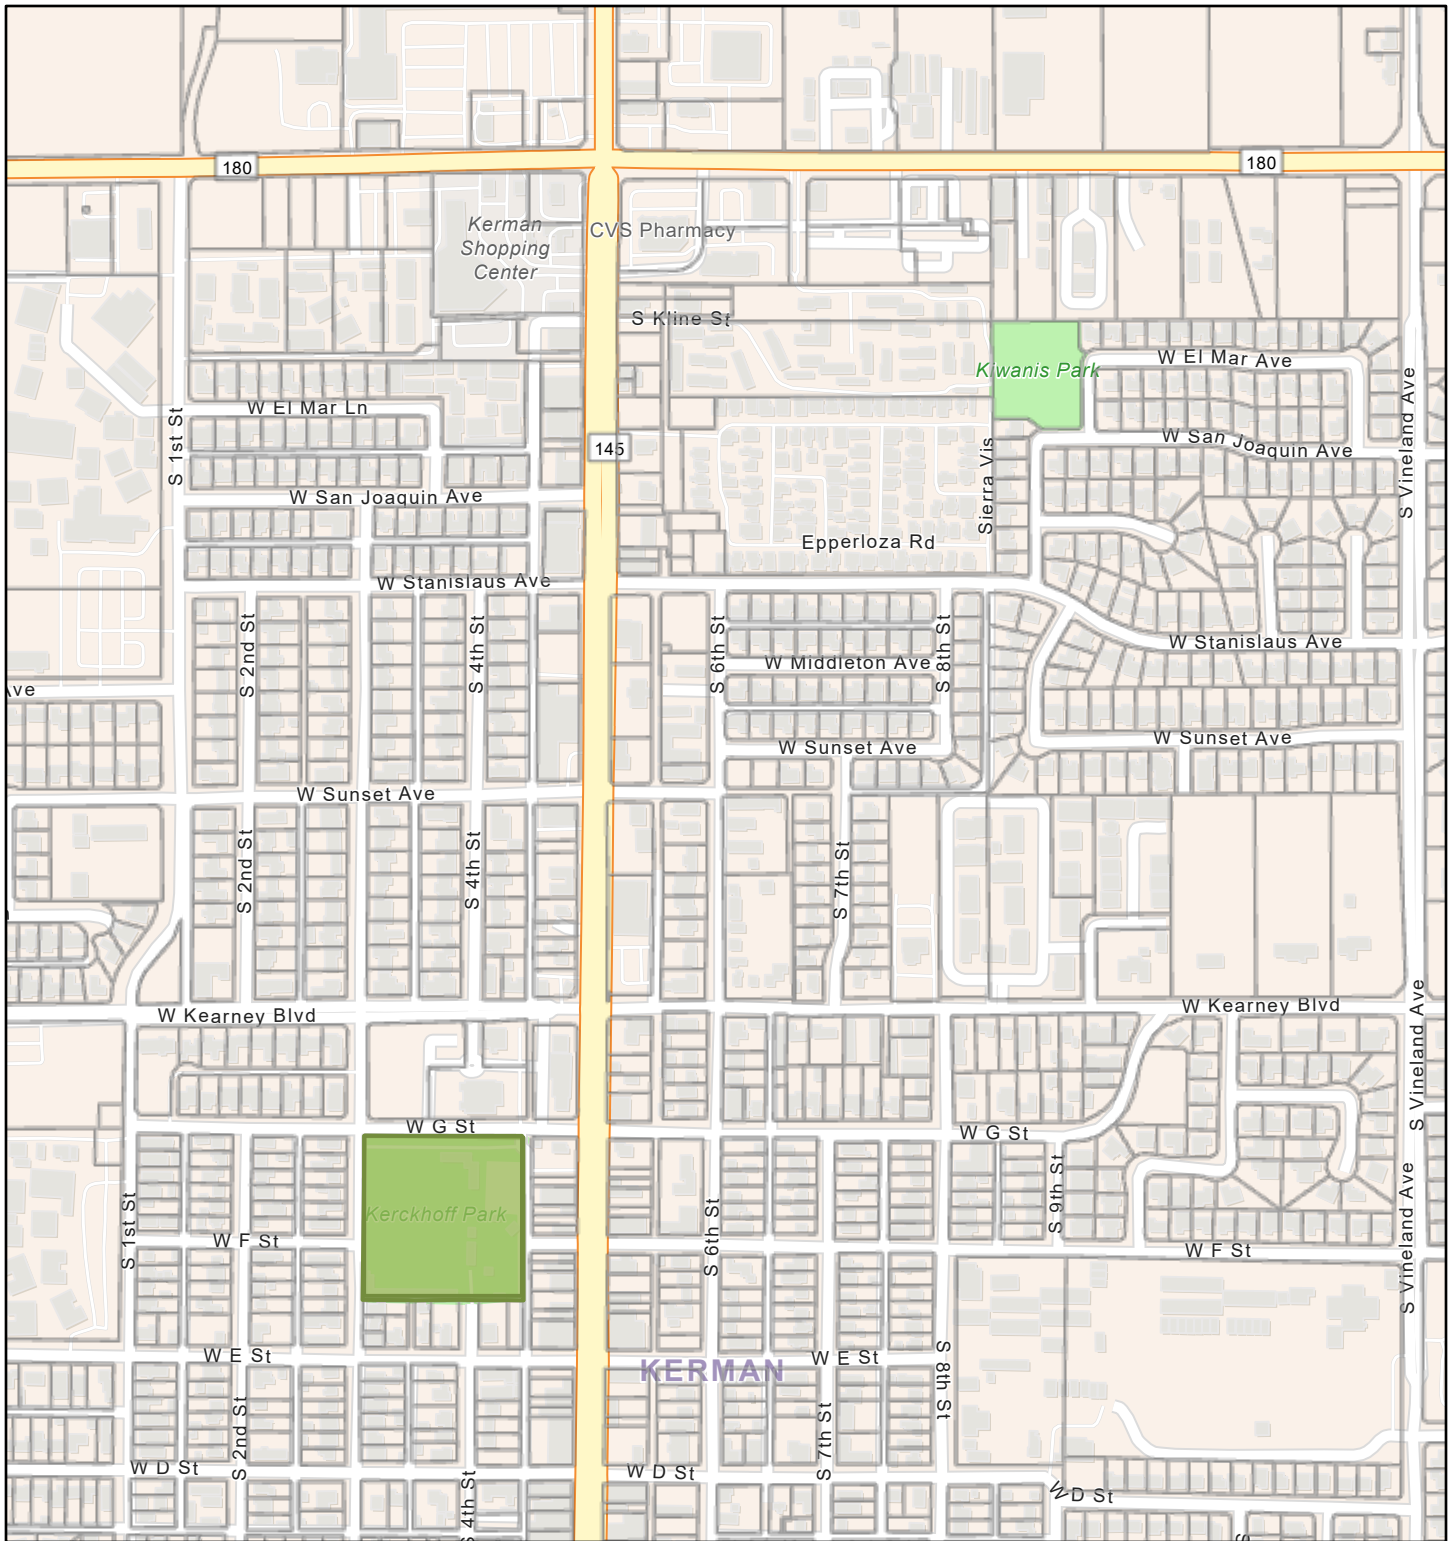 180
180
Kerman
Shopping
Center
CVS Pharmacy
S Kline St
W El Mar Ave
Kiwanis Park
W El Mar Ln
S 1st St
S Vineland Ave
145
W San Joaquin Ave
W San Joaquin Ave
Sierra Vis
Epperloza Rd
W Stanislaus Ave
S 2nd St
S 4th St
S 6th St
S 8th St
W Stanislaus Ave
W Middleton Ave
Ave
W Sunset Ave
W Sunset Ave
W Sunset Ave
S 2nd St
S 4th St
S 7th St
W Kearney Blvd
W Kearney Blvd
S Vineland Ave
W G St
W G St
S 9th St
S 1st St
Kerckhoff Park
S 6th St
S Vineland Ave
W F St
W F St
W E St
KERMAN
W E St
S 8th St
S 2nd St
S 7th St
W D St
W D St
S 4th St
W D St